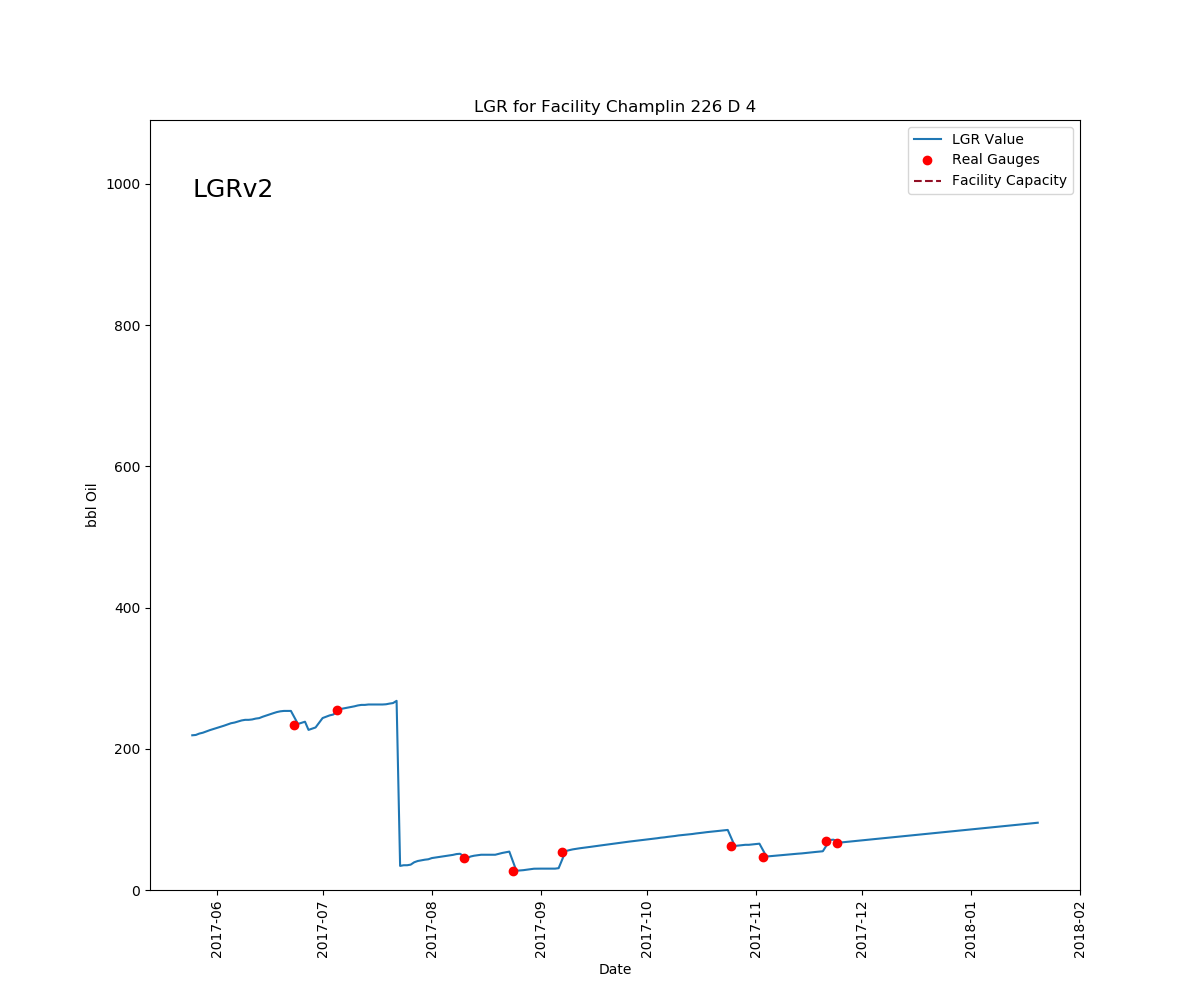 LGR for Facility Champlin 226 D 4
LGRv2
LGR Value
Real Gauges
Facility Capacity
bbl Oil
1000
800
600
400
200
0
2017-06
2017-07
2017-08
2017-09
2017-10
2017-11
2017-12
2018-01
2018-02
Date